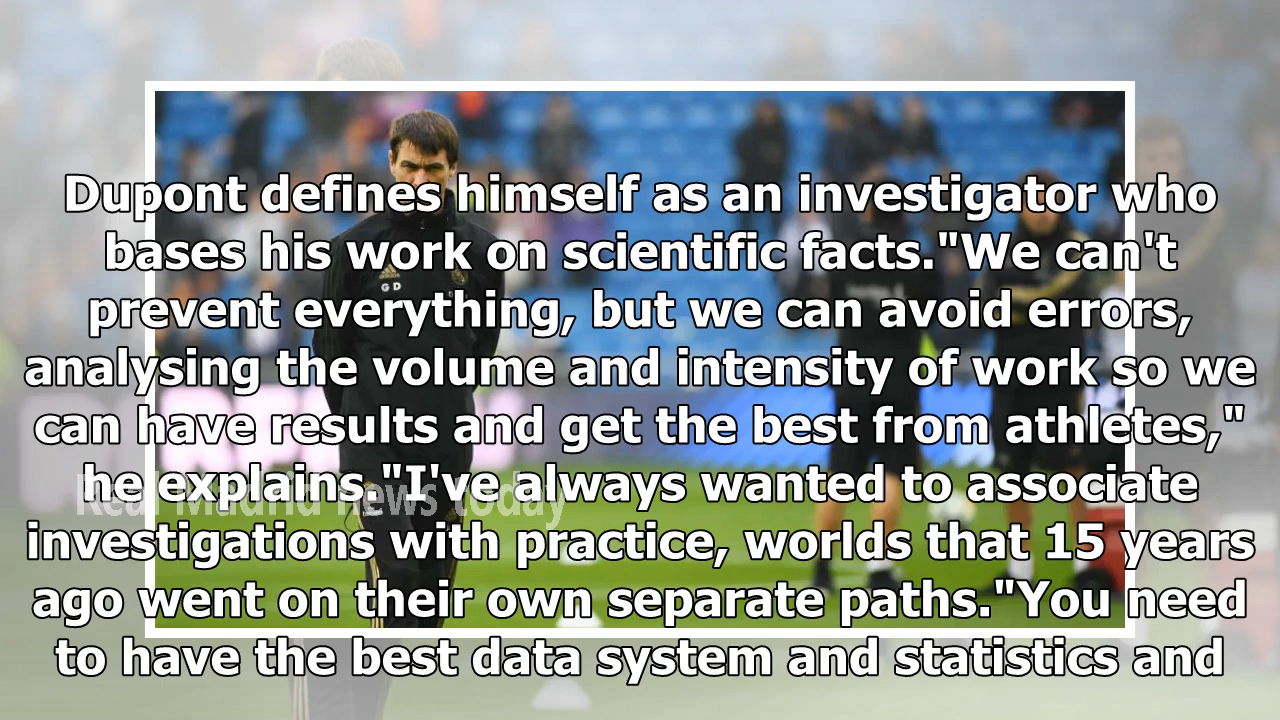 Dupont defines himself as an investigator who
bases his work on scientific facts."We can't
prevent everything, but we can avoid errors,
analysing the volume and intensity of work so we
can have results and get the best from athletes,"
he explains."I've always wanted to associate
investigations with practice, worlds that 15 years
ago went on their own separate paths."You need
to have the best data system and statistics and
Real Madrid news today
G D